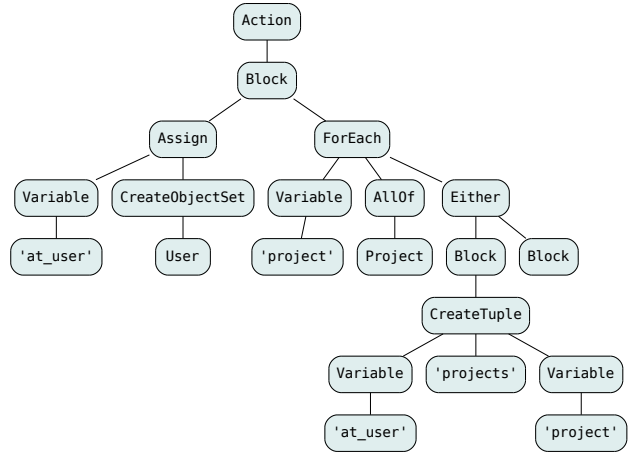 Action
Block
Assign ForEach
Variable CreateObjectSet Variable AllOf Either
'at_user' User 'project' Project Block Block
CreateTuple
Variable 'projects' Variable
'at_user' 'project'